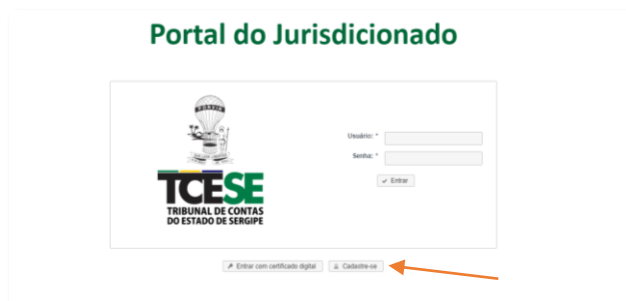 Portal do Jurisdicionado
Usuário: *
Senha: *
Entrar
TCESE
TRIBUNAL DE CONTAS
DO ESTADO DE SERGIPE
Entrar com certificado digital
Cadastre-se